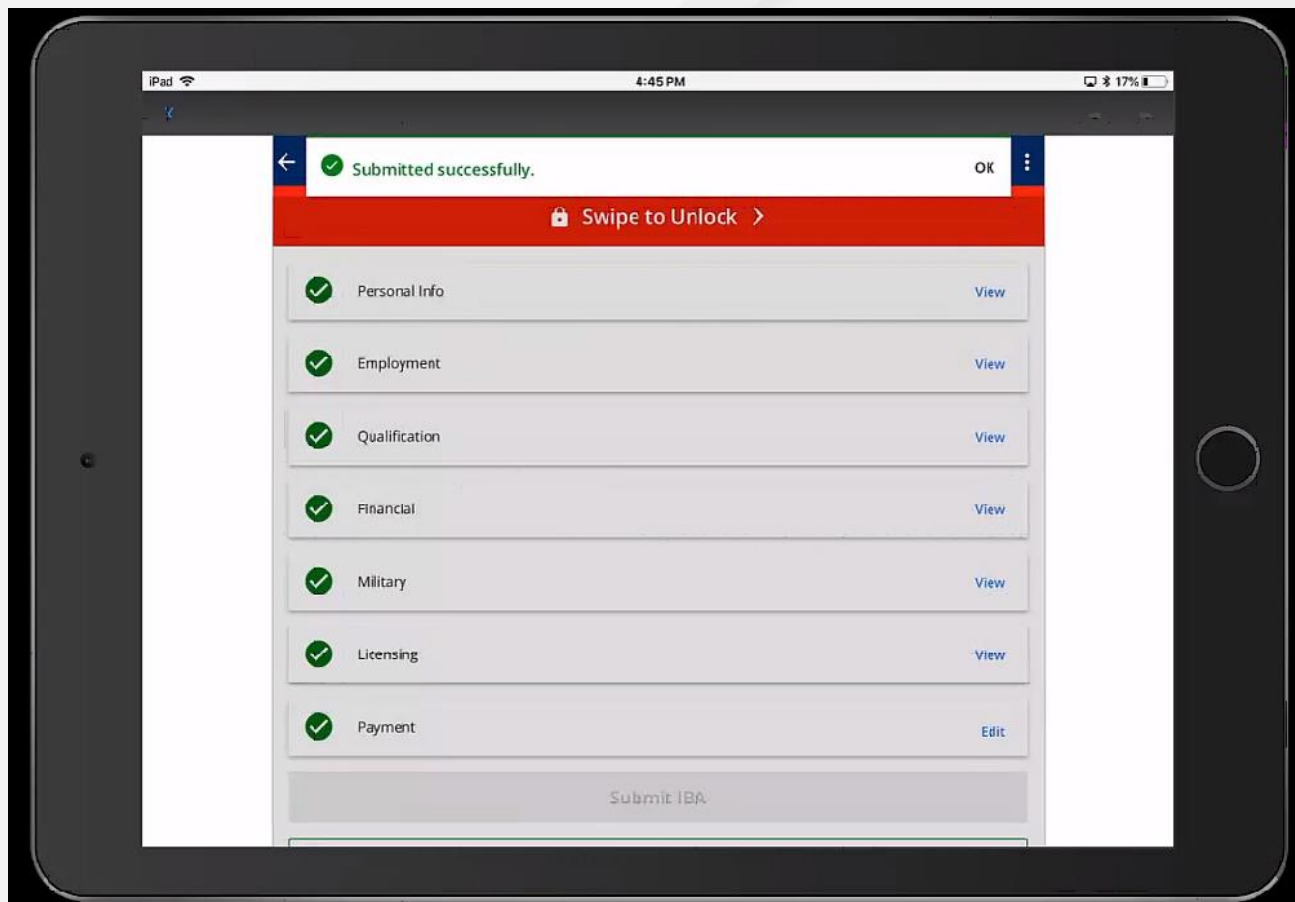 iPad 4:45 PM 17%
Submitted successfully. OK
Swipe to Unlock
Personal Info View
Employment View
Qualification View
Financial View
Military View
Licensing View
Payment Edit
Submit IBA